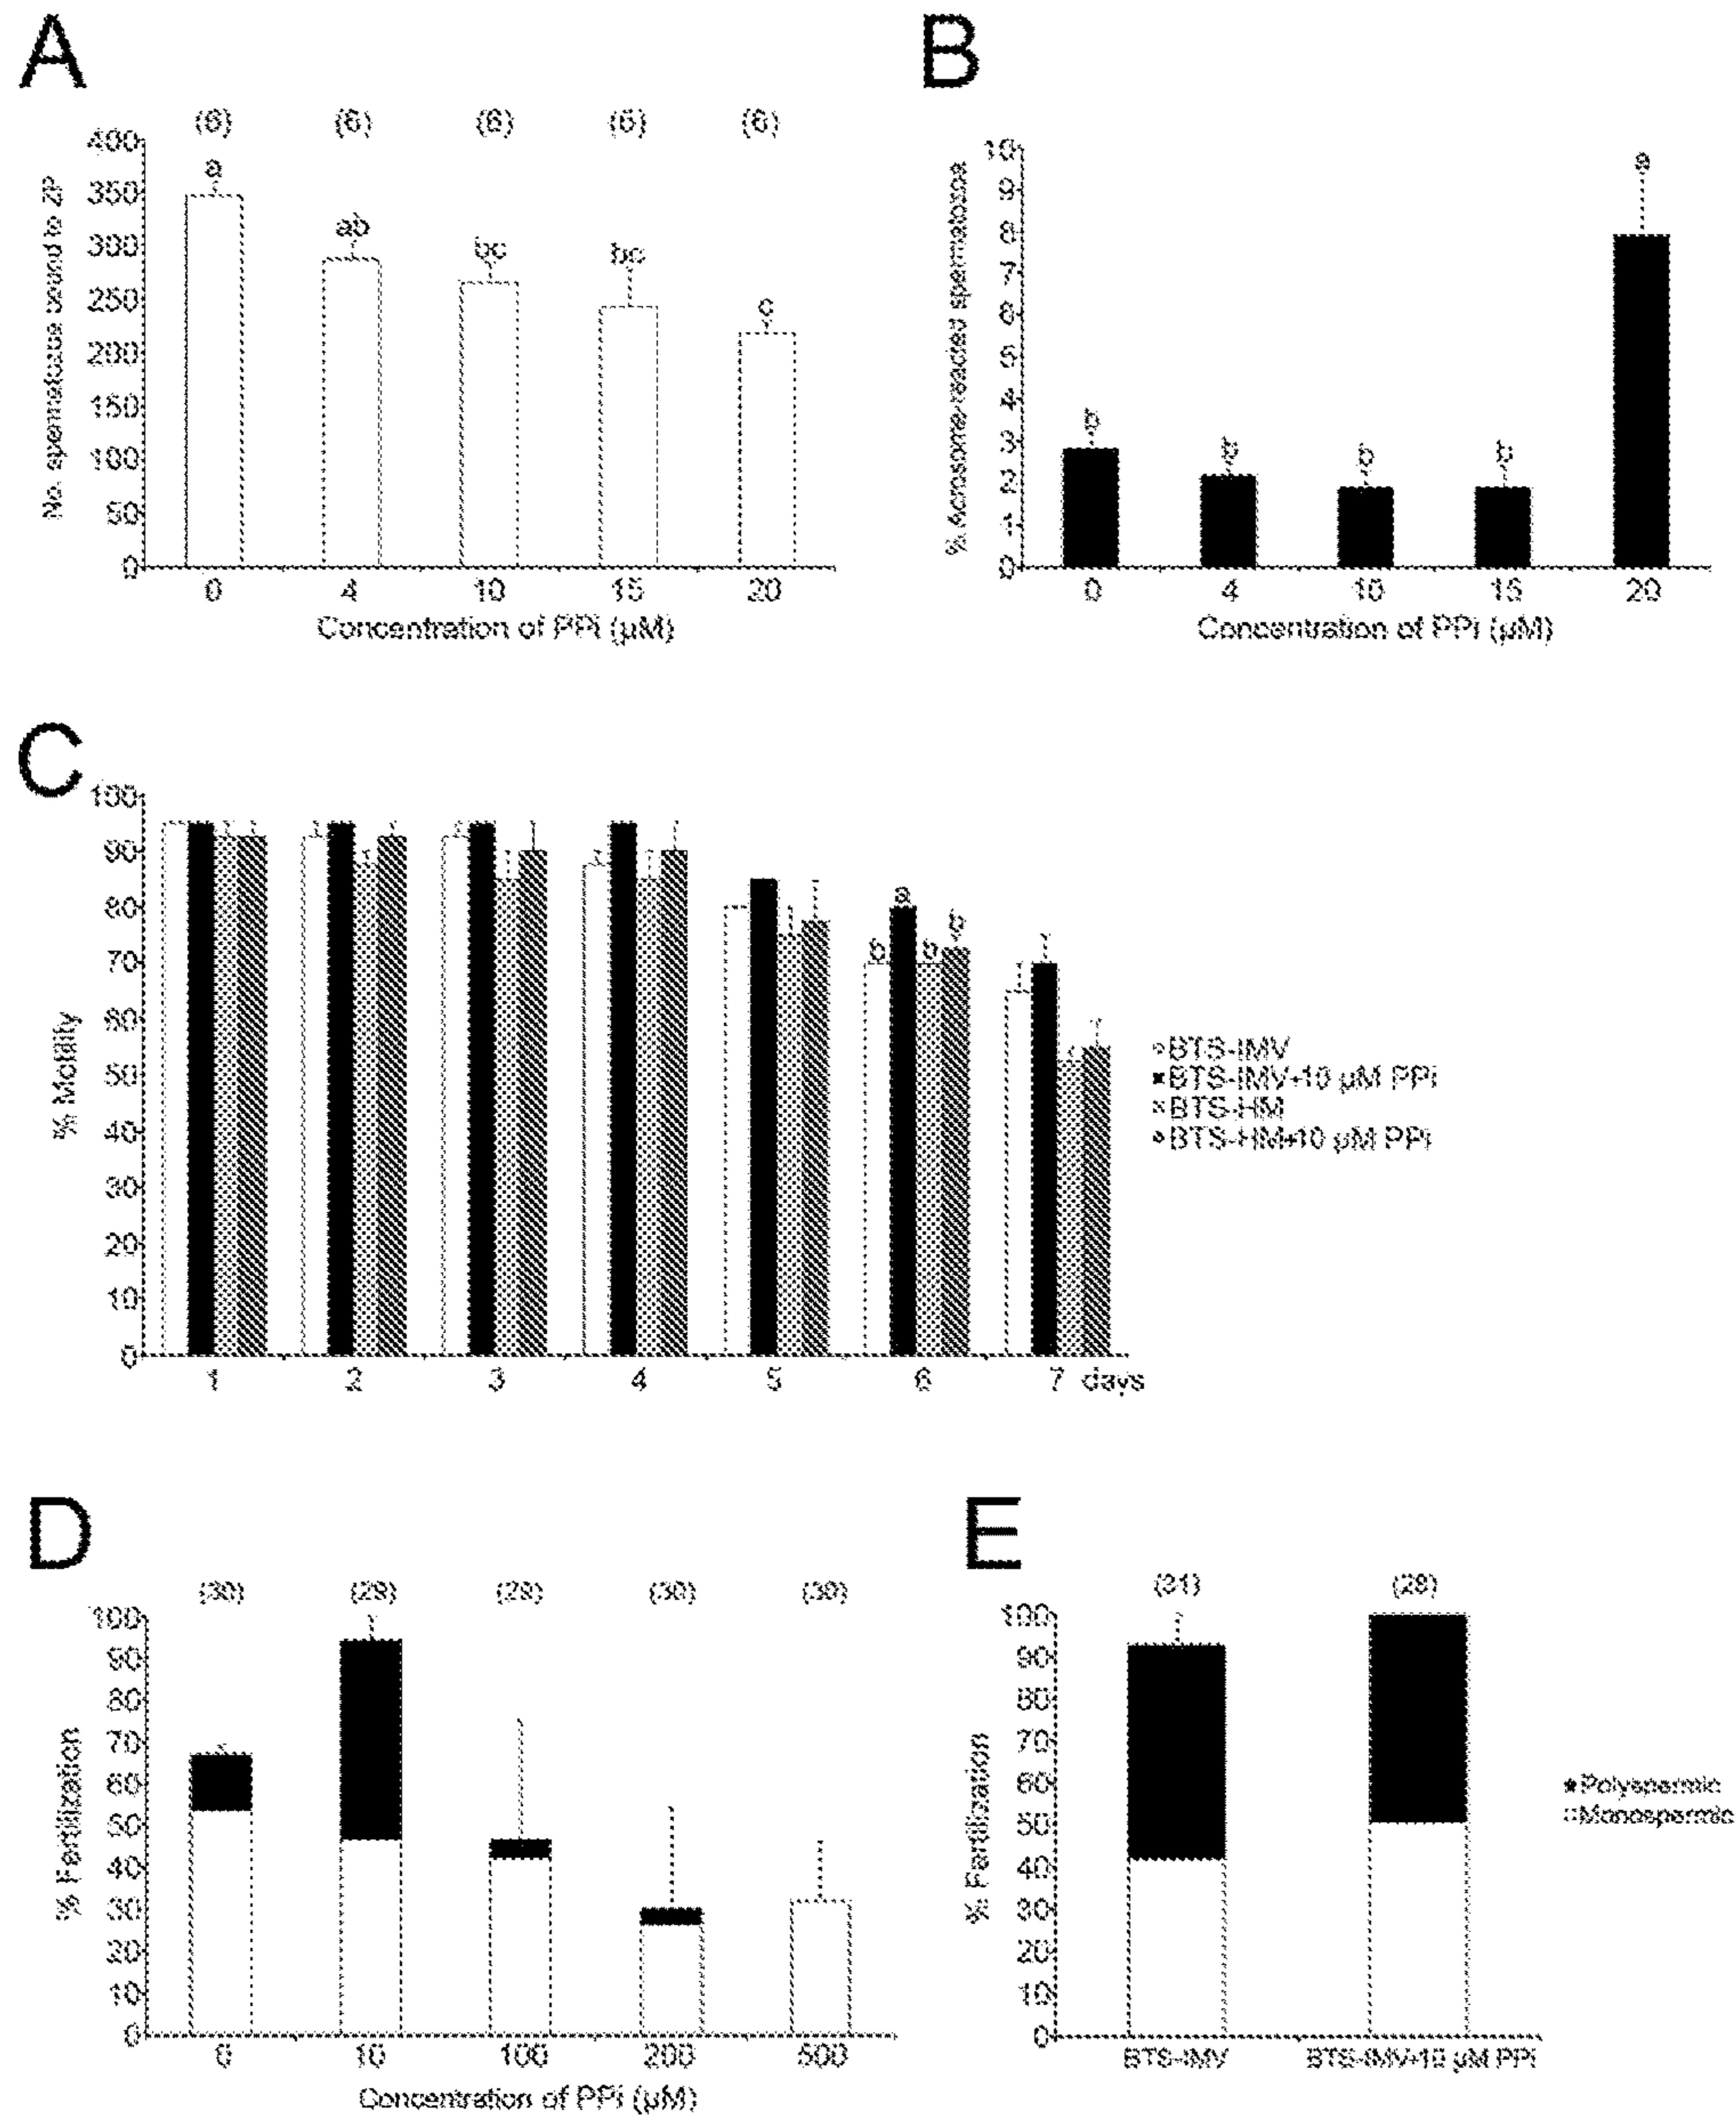 A
(6) (6) (6) (6) (6)
No. spermatozoa bound to ZP
400
350
300
250
200
150
100
50
0
a ab bc bc c
0 4 10 15 20
Concentration of PPi (µM)
B
% Acrosome-reacted spermatozoa
10
9
8
7
6
5
4
3
2
1
0
b b b b a
0 4 10 15 20
Concentration of PPi (µM)
C
% Motility
100
90
80
70
60
50
40
30
20
10
0
b a b b
1 2 3 4 5 6 7 days
BTS-IMV
BTS-IMV+10 µM PPi
BTS-HM
BTS-HM+10 µM PPi
D
(30) (29) (29) (30) (30)
% Fertilization
100
90
80
70
60
50
40
30
20
10
0
0 10 100 200 500
Concentration of PPi (µM)
E
(31) (28)
% Fertilization
100
90
80
70
60
50
40
30
20
10
0
BTS-IMV BTS-IMV+10 µM PPi
Polyspermic
Monospermic